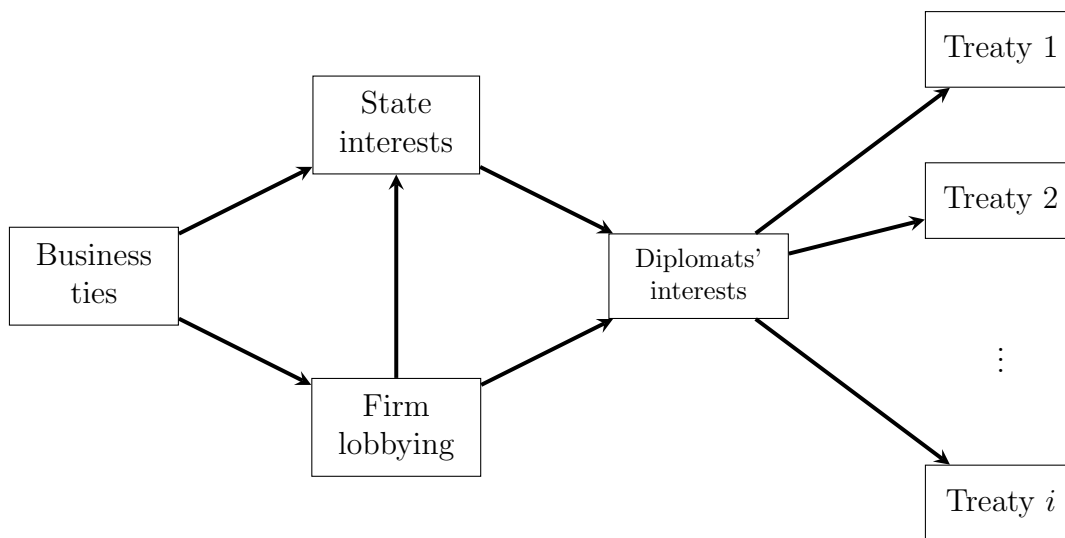 Treaty 1
State
interests
Treaty 2
Business
ties
Diplomats'
interests
⋮
Firm
lobbying
Treaty i